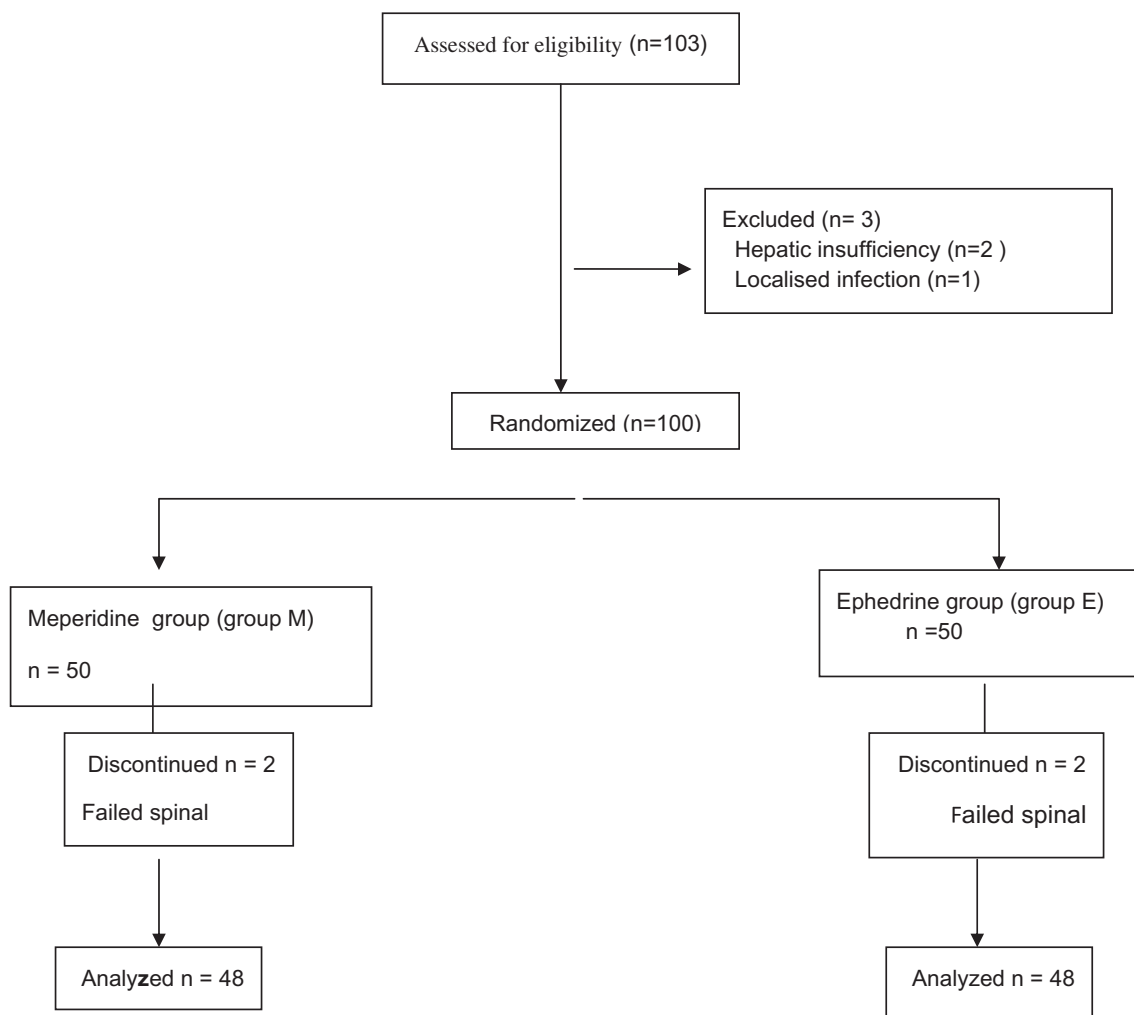 Assessed for eligibility (n=103)
Excluded (n= 3)
Hepatic insufficiency (n=2 )
Localised infection (n=1)
Randomized (n=100)
Meperidine group (group M)
n = 50
Ephedrine group (group E)
n =50
Discontinued n = 2
Failed spinal
Discontinued n = 2
Failed spinal
Analyzed n = 48
Analyzed n = 48